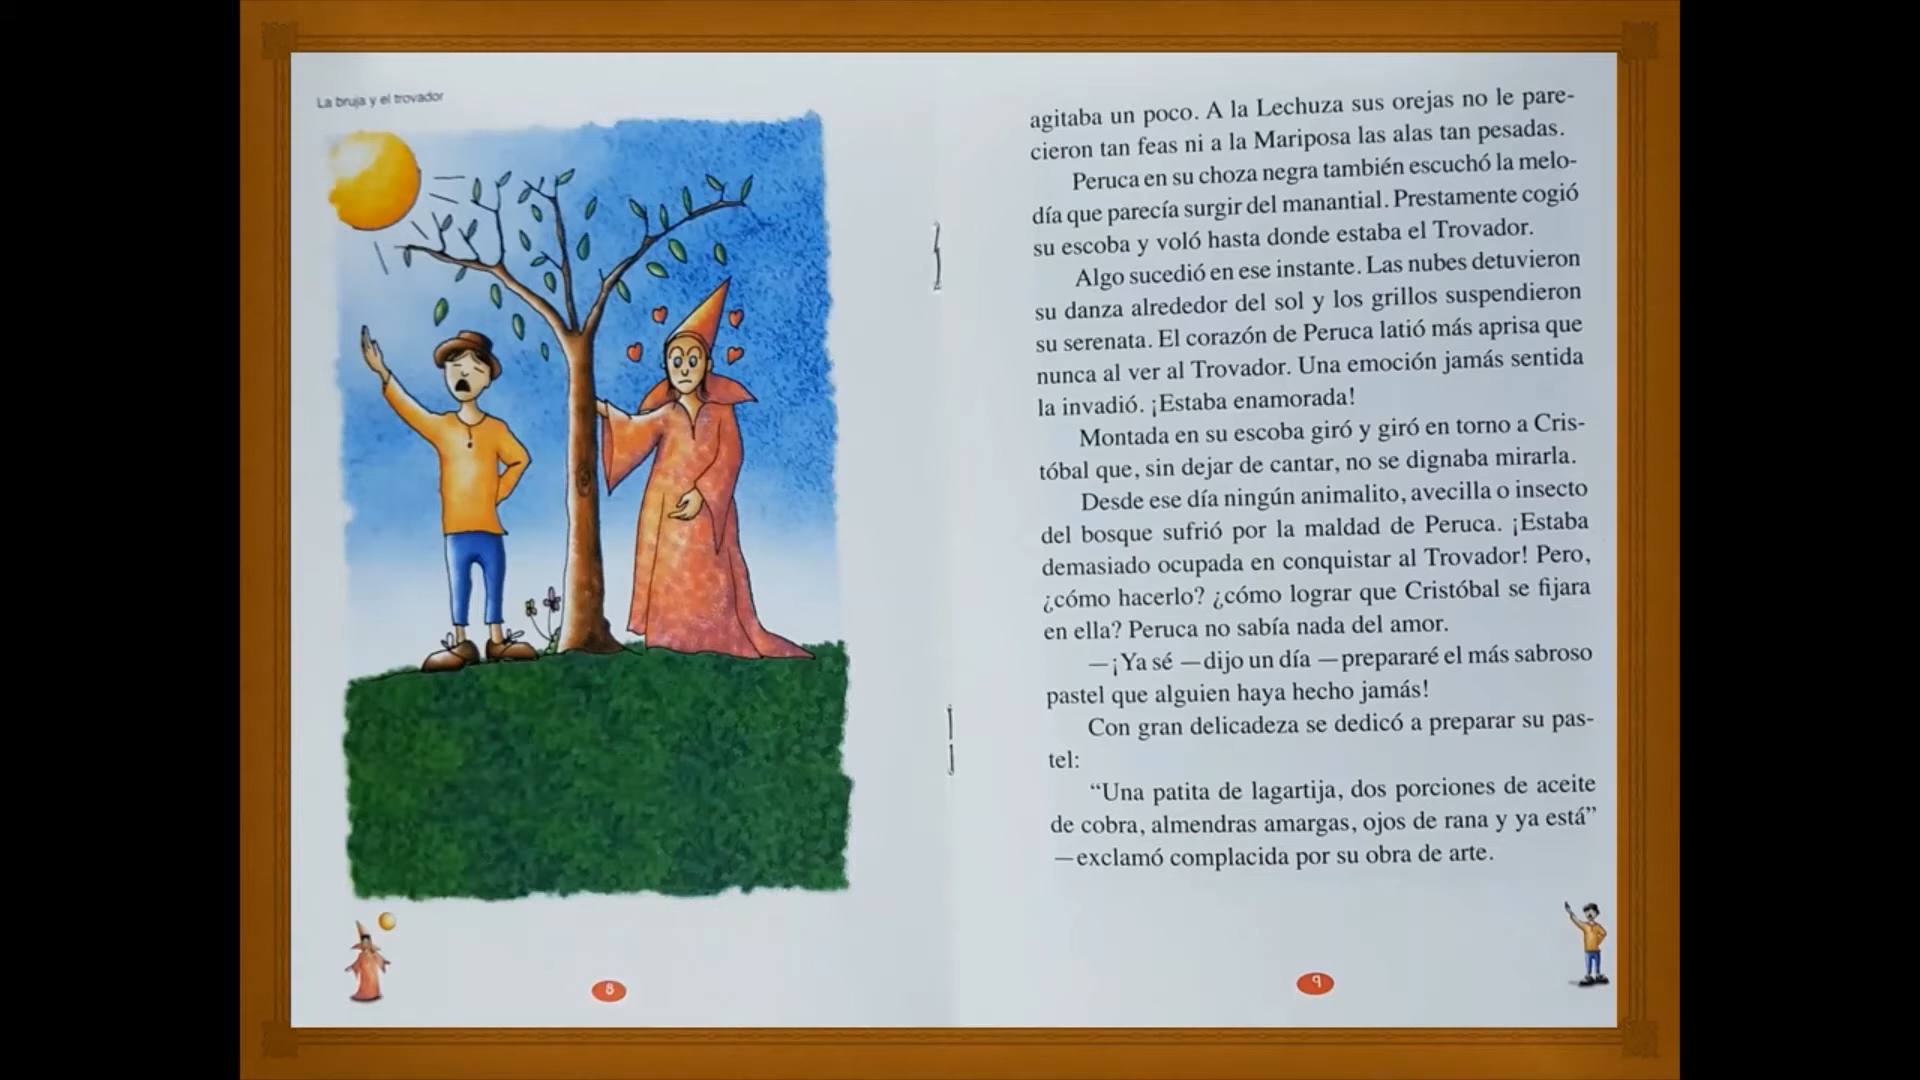 La bruja y el trovador
8
agitaba un poco. A la Lechuza sus orejas no le pare-
cieron tan feas ni a la Mariposa las alas tan pesadas.
Peruca en su choza negra también escuchó la melo-
día que parecía surgir del manantial. Prestamente cogió
su escoba y voló hasta donde estaba el Trovador.
Algo sucedió en ese instante. Las nubes detuvieron
su danza alrededor del sol y los grillos suspendieron
su serenata. El corazón de Peruca latió más aprisa que
nunca al ver al Trovador. Una emoción jamás sentida
la invadió. ¡Estaba enamorada!
Montada en su escoba giró y giró en torno a Cris-
tóbal que, sin dejar de cantar, no se dignaba mirarla.
Desde ese día ningún animalito, avecilla o insecto
del bosque sufrió por la maldad de Peruca. ¡Estaba
demasiado ocupada en conquistar al Trovador! Pero,
¿cómo hacerlo? ¿cómo lograr que Cristóbal se fijara
en ella? Peruca no sabía nada del amor.
—¡Ya sé —dijo un día —prepararé el más sabroso
pastel que alguien haya hecho jamás!
Con gran delicadeza se dedicó a preparar su pas-
tel:
“Una patita de lagartija, dos porciones de aceite
de cobra, almendras amargas, ojos de rana y ya está”
—exclamó complacida por su obra de arte.
9